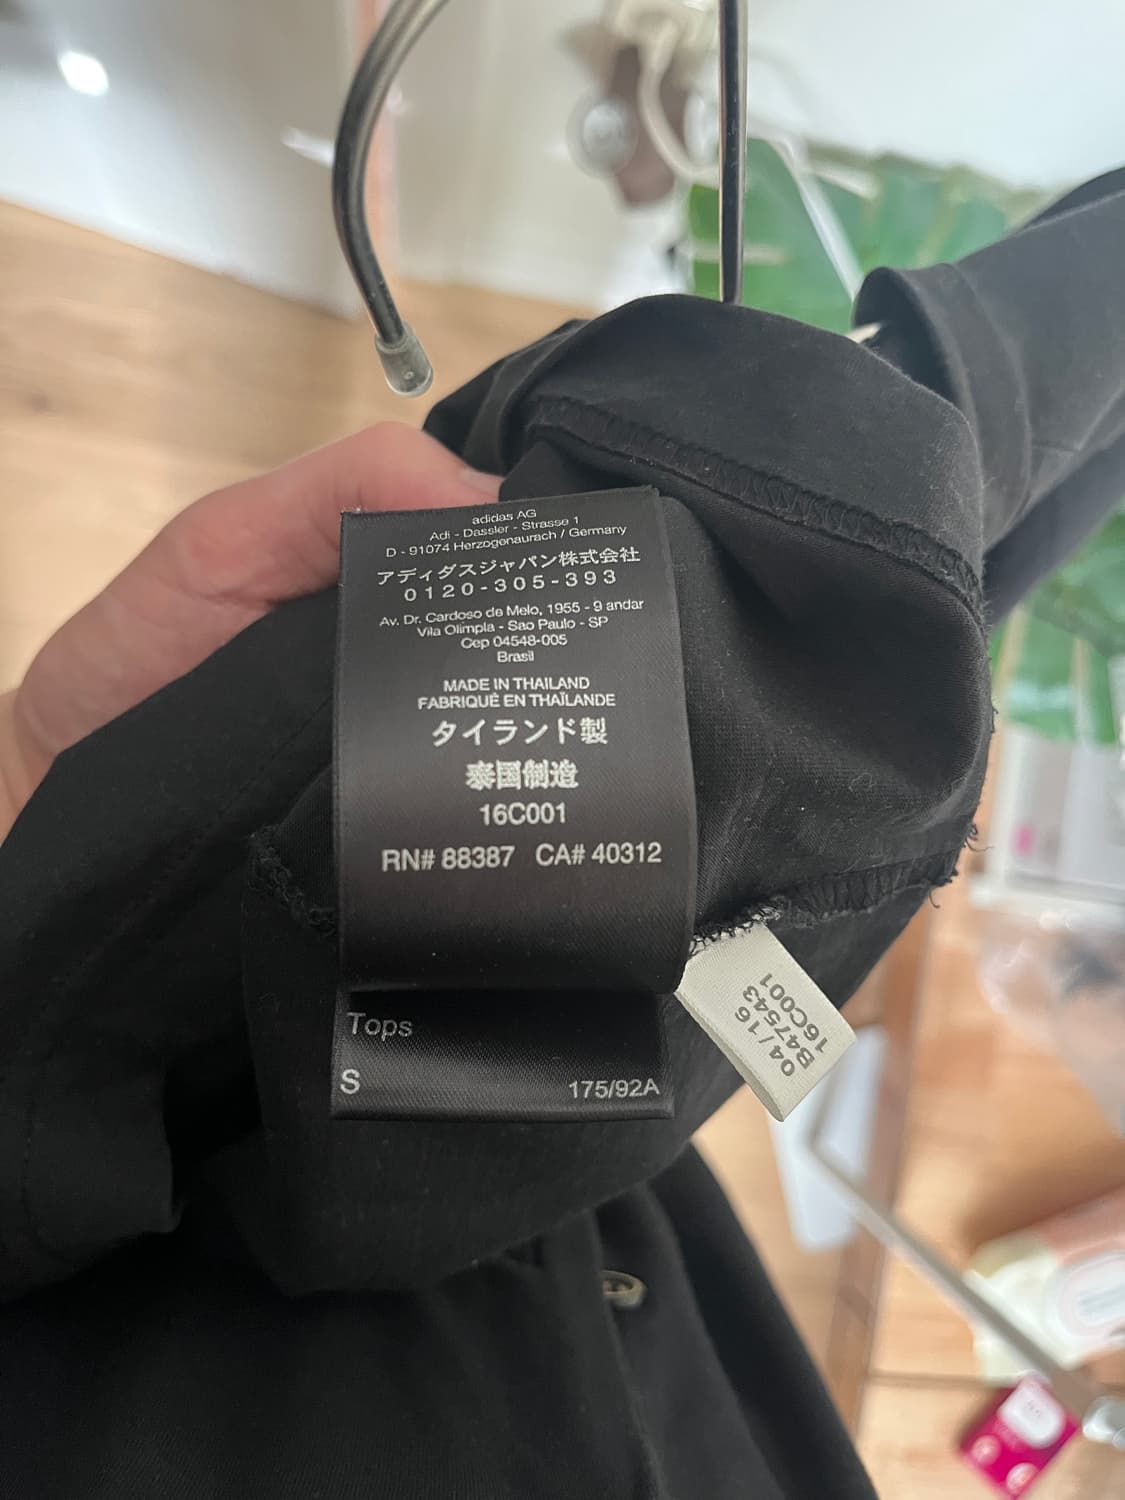 adidas AG
Adi - Dassler - Strasse 1
D - 91074 Herzogenaurach / Germany
アディダスジャパン株式会社
0120-305-393
Av. Dr. Cardoso de Melo, 1955 - 9 andar
Vila Olímpia - Sao Paulo - SP
Cep 04548-005
Brasil
MADE IN THAILAND
FABRIQUÉ EN THAÏLANDE
タイランド製
泰国制造
16C001
RN# 88387 CA# 40312
Tops
S 175/92A
04/16
B47543
16C001